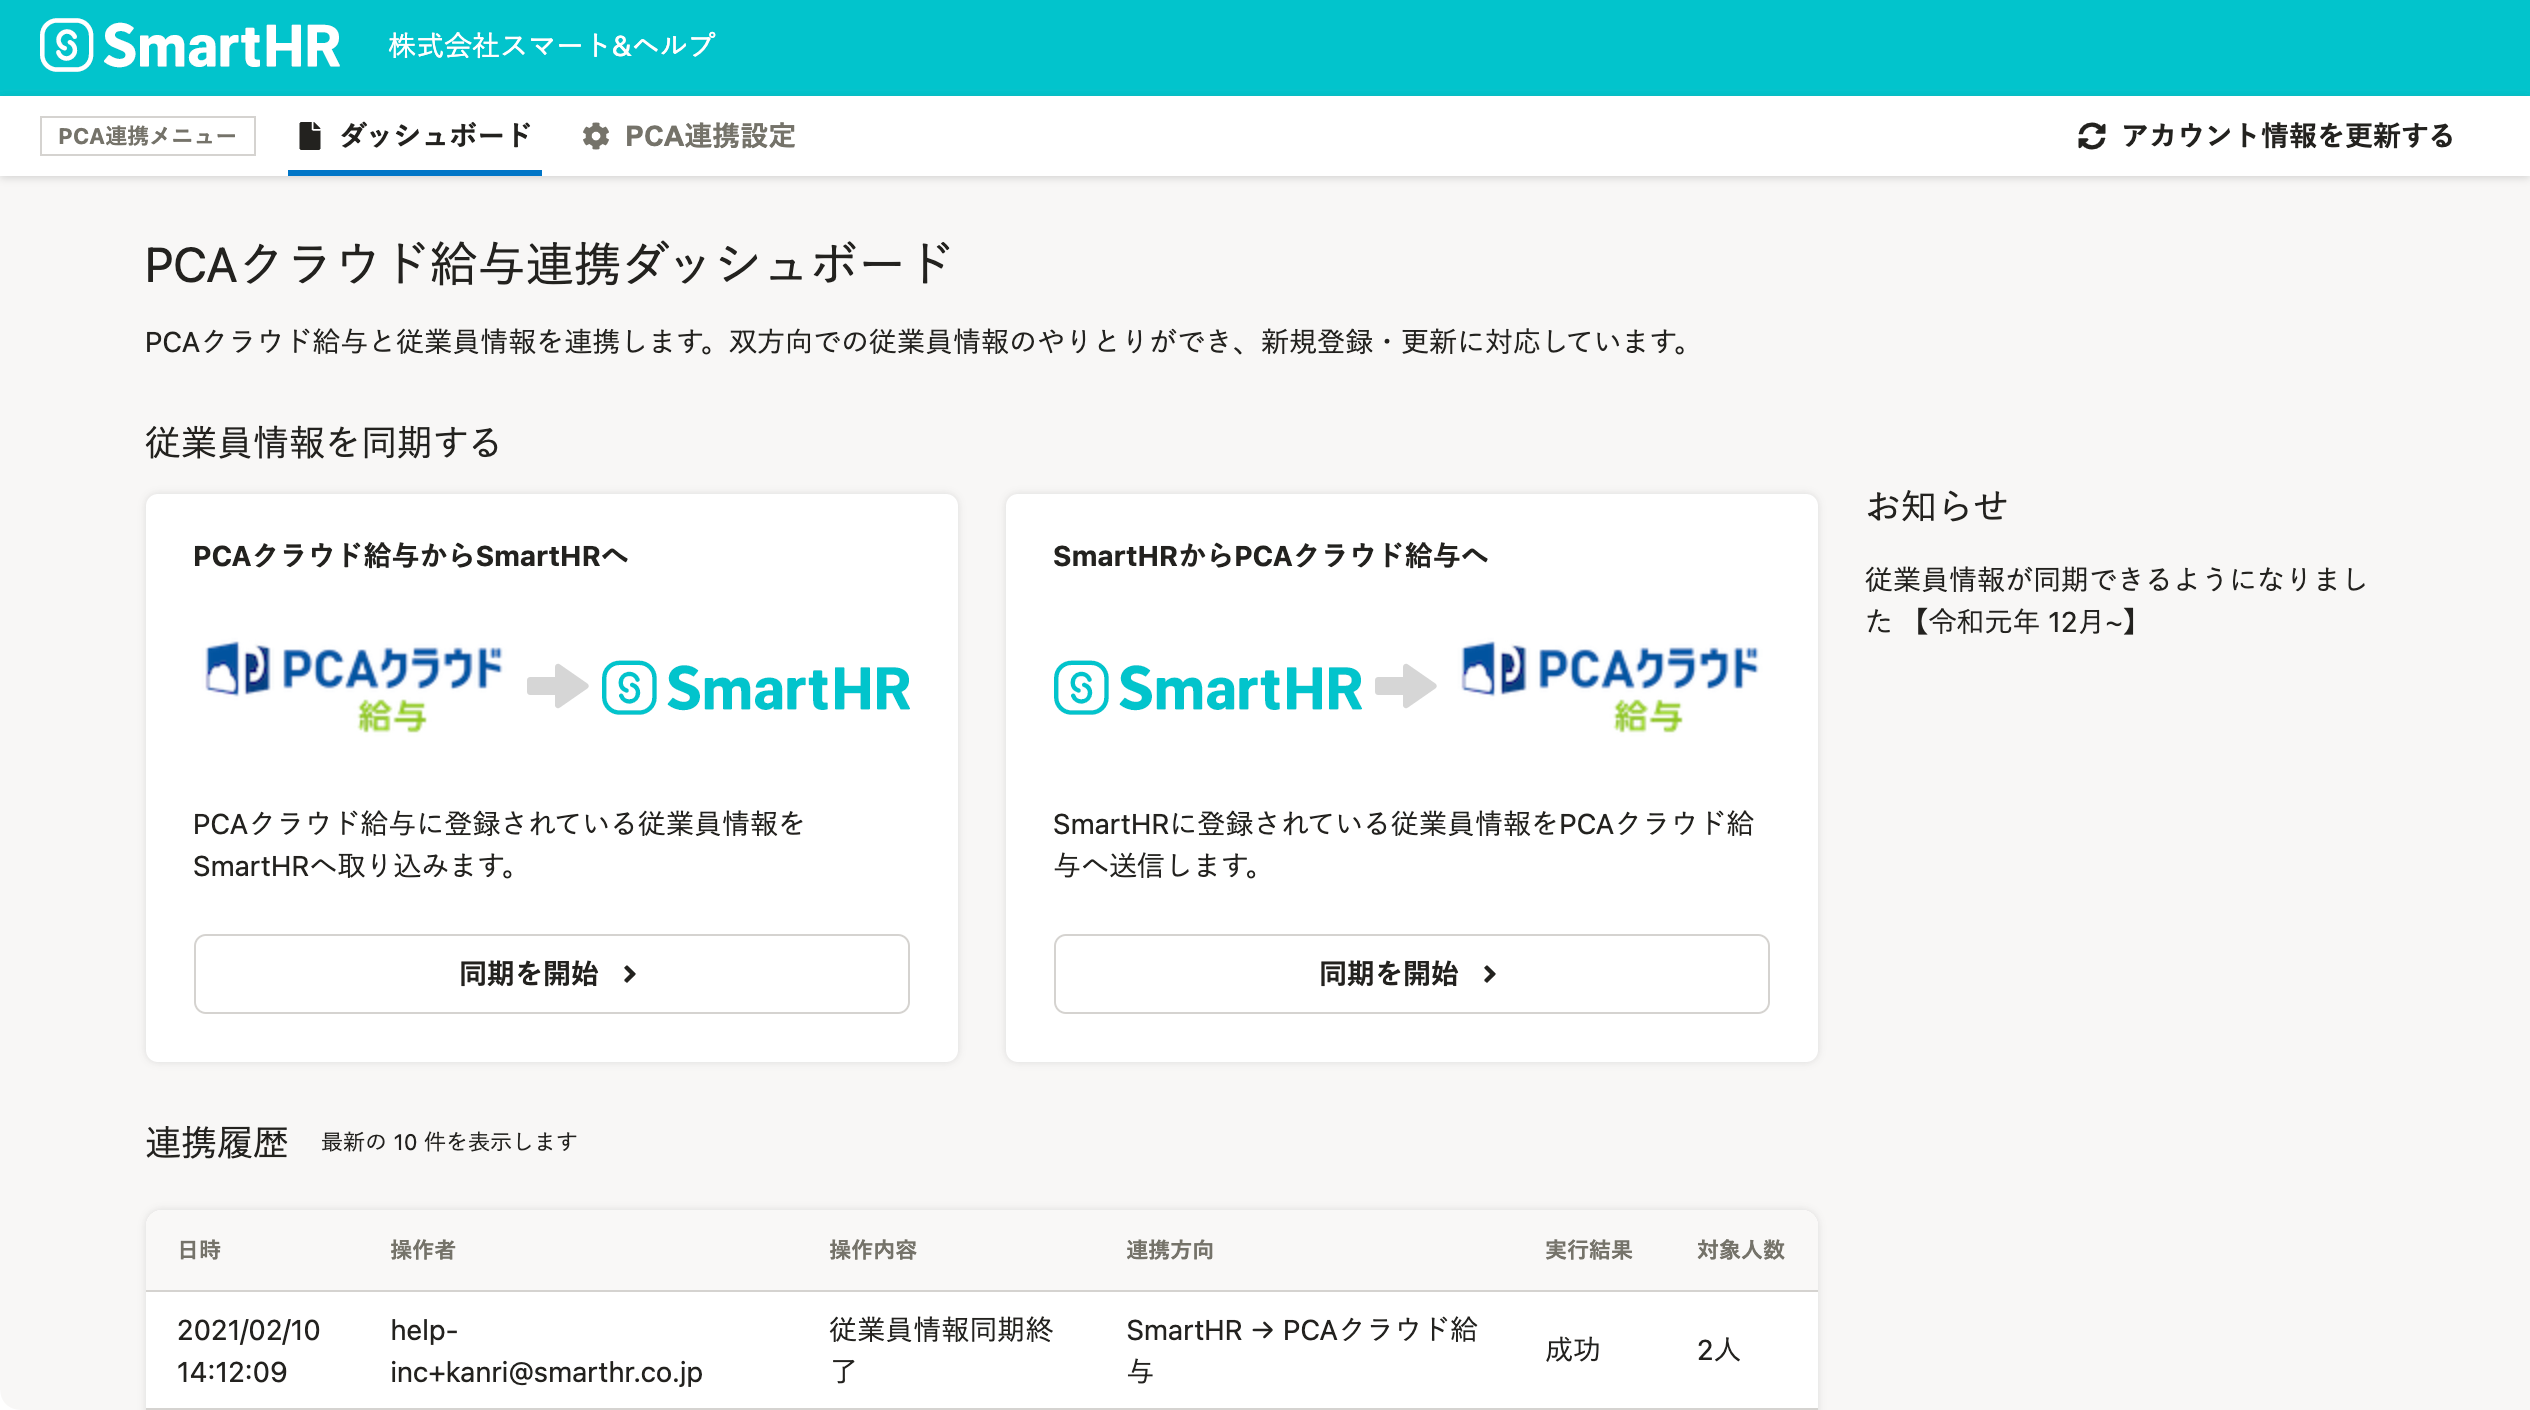 SmartHR 株式会社スマート&ヘルプ
PCA連携メニュー ダッシュボード PCA連携設定 アカウント情報を更新する
PCAクラウド給与連携ダッシュボード
PCAクラウド給与と従業員情報を連携します。双方向での従業員情報のやりとりができ、新規登録・更新に対応しています。
従業員情報を同期する
PCAクラウド給与からSmartHRへ
PCAクラウド
給与
SmartHR
PCAクラウド給与に登録されている従業員情報を
SmartHRへ取り込みます。
同期を開始
SmartHRからPCAクラウド給与へ
SmartHR
PCAクラウド
給与
SmartHRに登録されている従業員情報をPCAクラウド給
与へ送信します。
同期を開始
お知らせ
従業員情報が同期できるようになりまし
た 【令和元年 12月~】
連携履歴 最新の 10 件を表示します
日時 操作者 操作内容 連携方向 実行結果 対象人数
2021/02/10
14:12:09
help-
inc+kanri@smarthr.co.jp
従業員情報同期終
了
SmartHR → PCAクラウド給
与
成功
2人